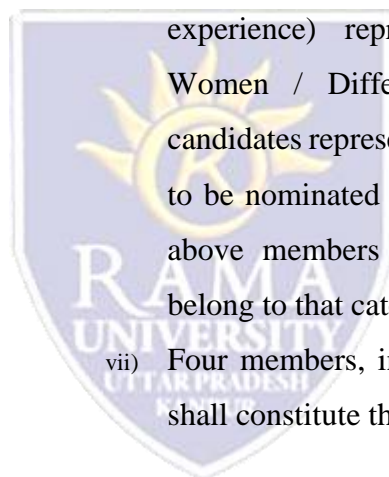 experience) repr
Women / Diffe
candidates represe
to be nominated
above members
belong to that cat
RAMA
UNIVERSITY
vii) Four members, i
UTTAR PRADESH
shall constitute th
KANPUR